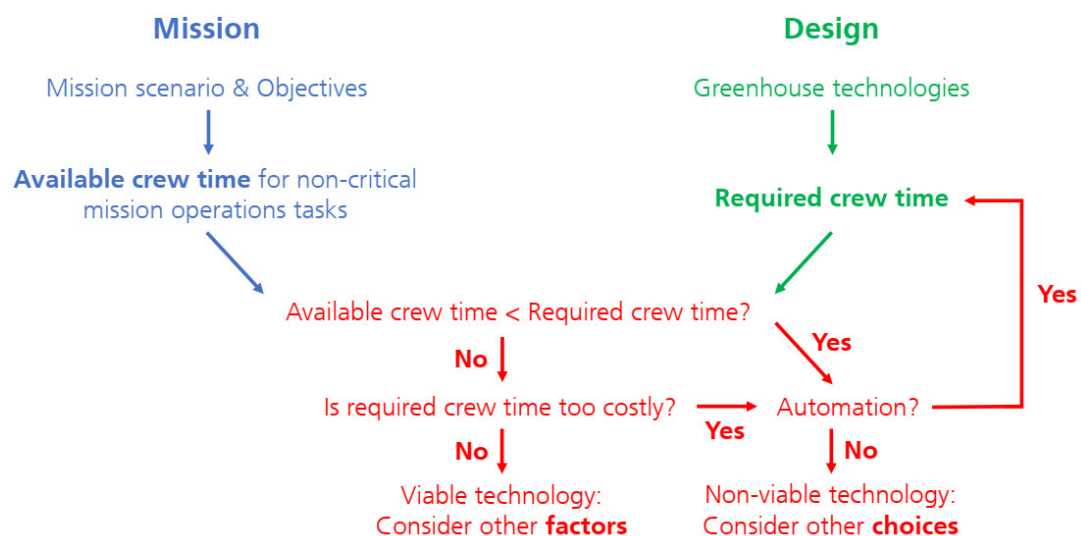 Mission
Design
Mission scenario & Objectives
Greenhouse technologies
Available crew time for non-critical
mission operations tasks
Required crew time
Yes
Available crew time < Required crew time?
Yes
No
Is required crew time too costly?
Yes
Automation?
No
No
Viable technology:
Consider other factors
Non-viable technology:
Consider other choices